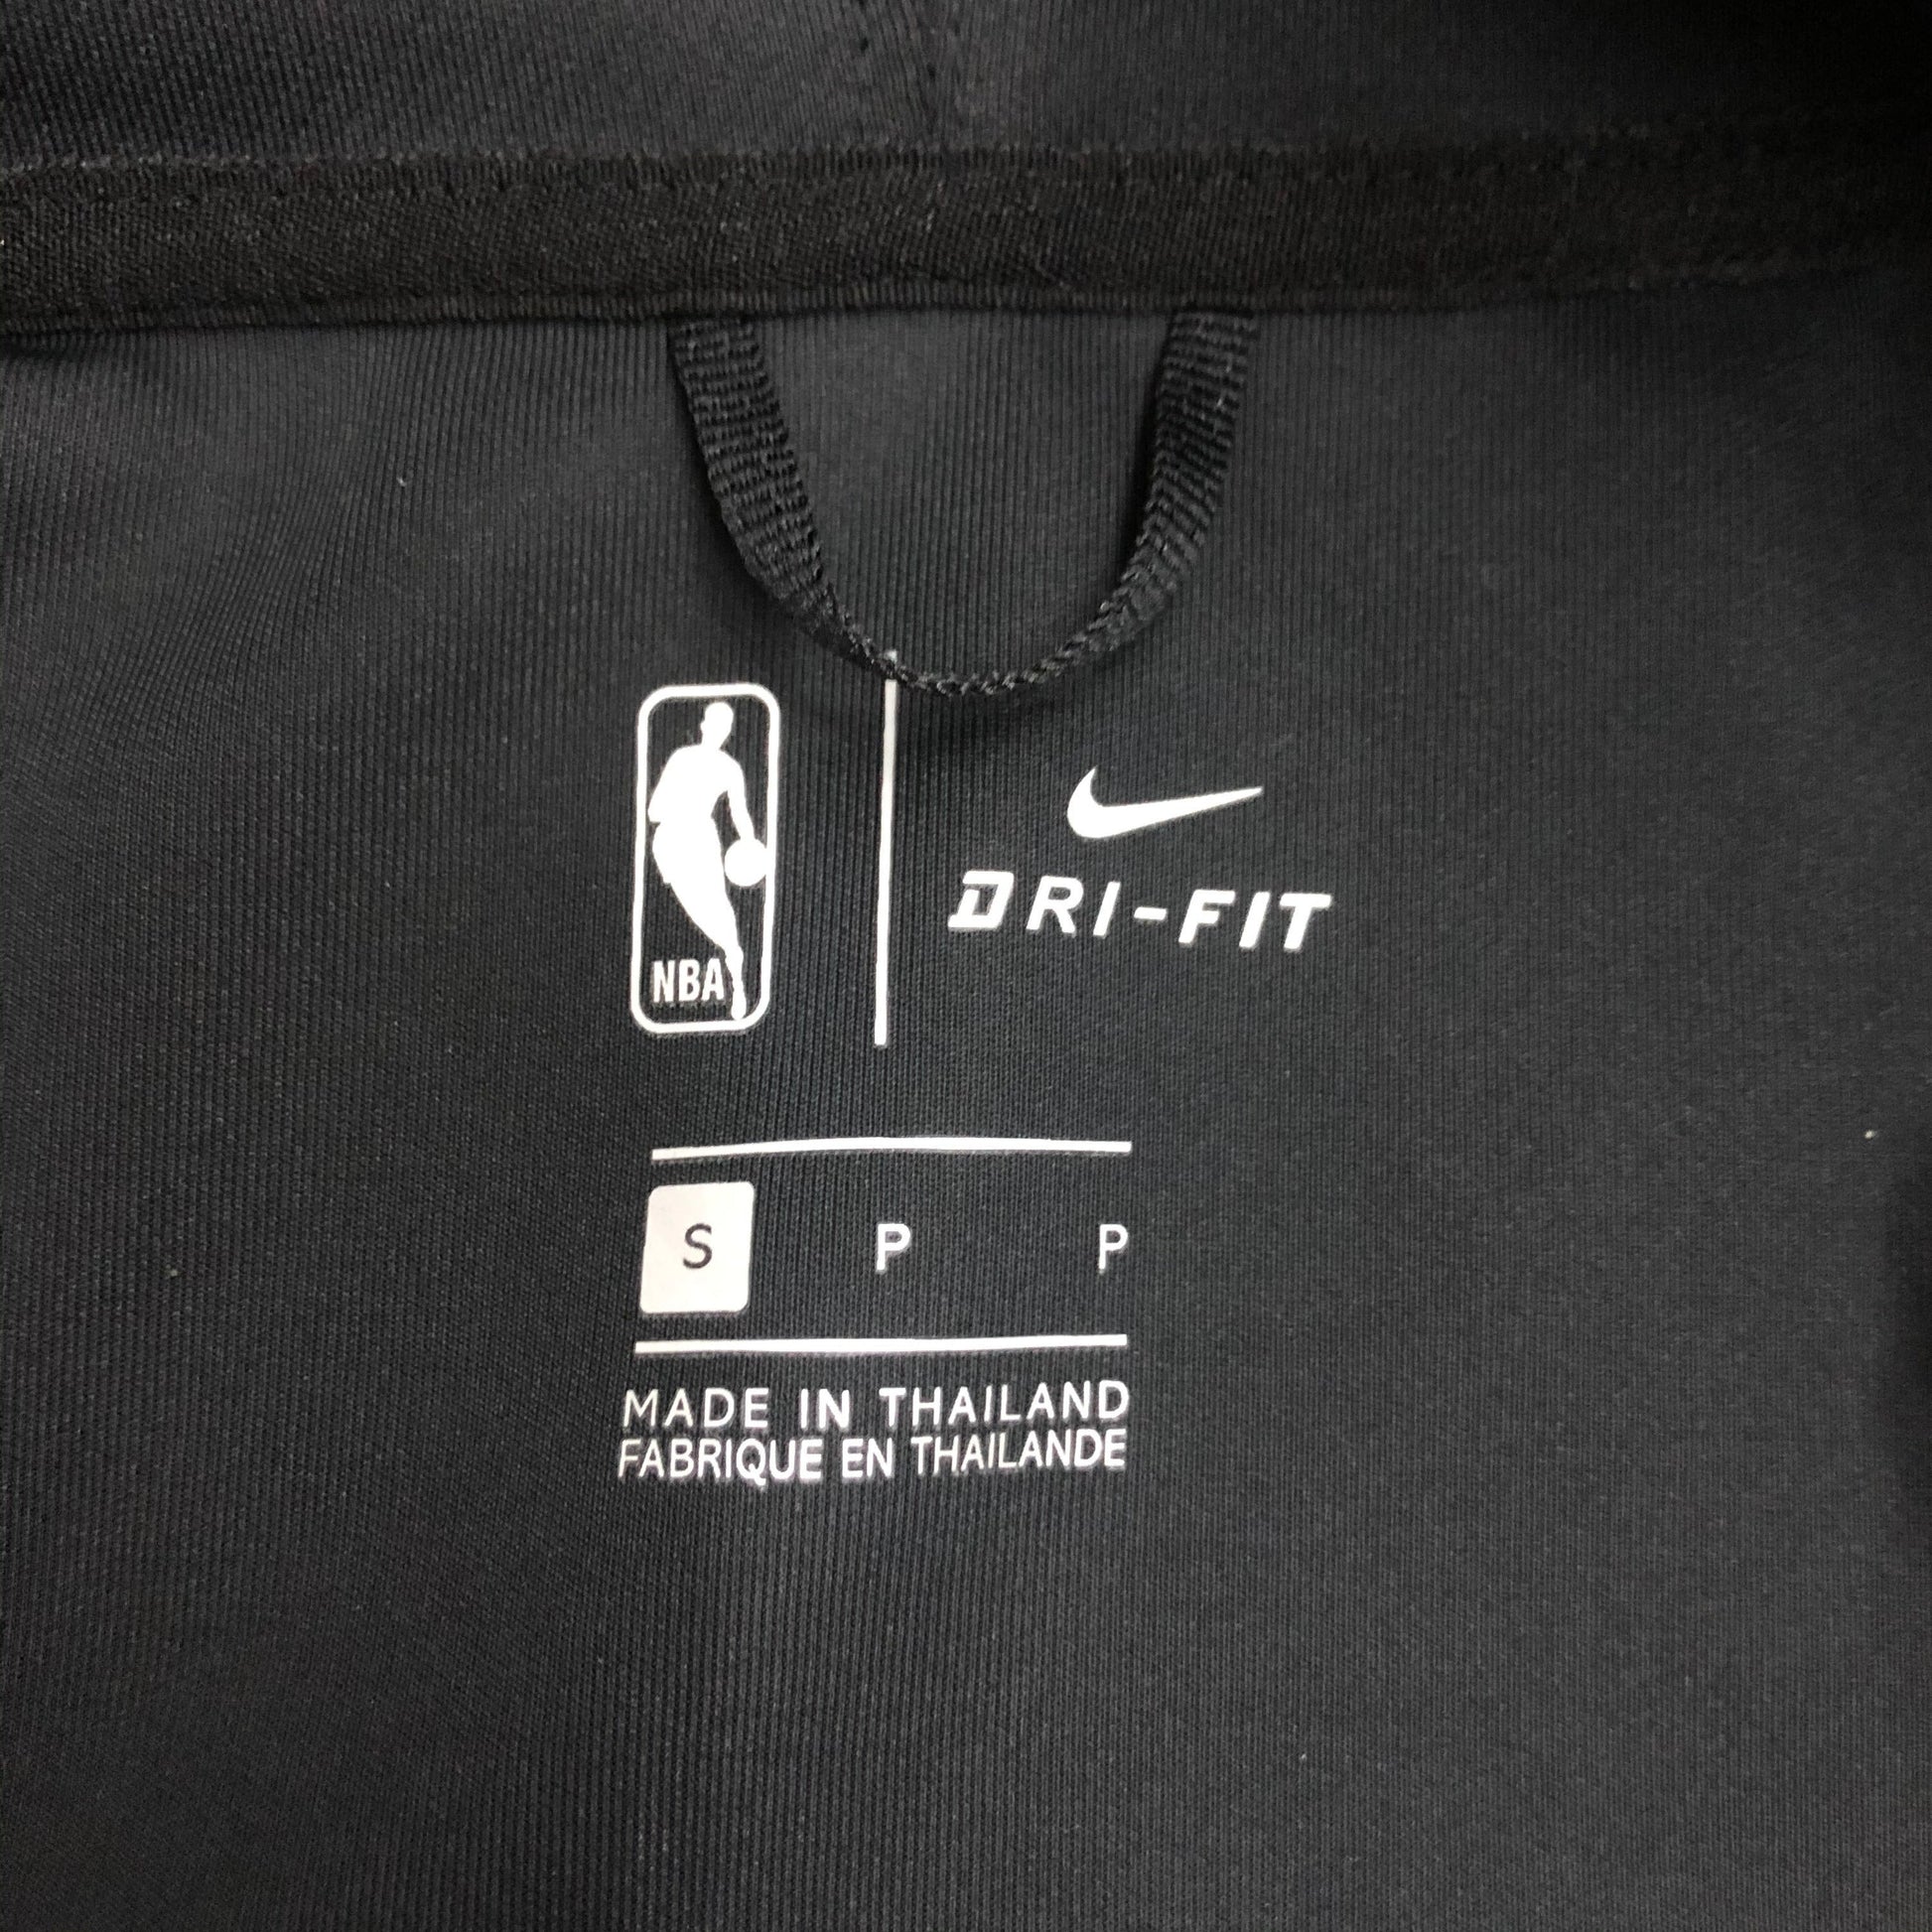 NBA
DRI-FIT
S P P
MADE IN THAILAND
FABRIQUE EN THAILANDE